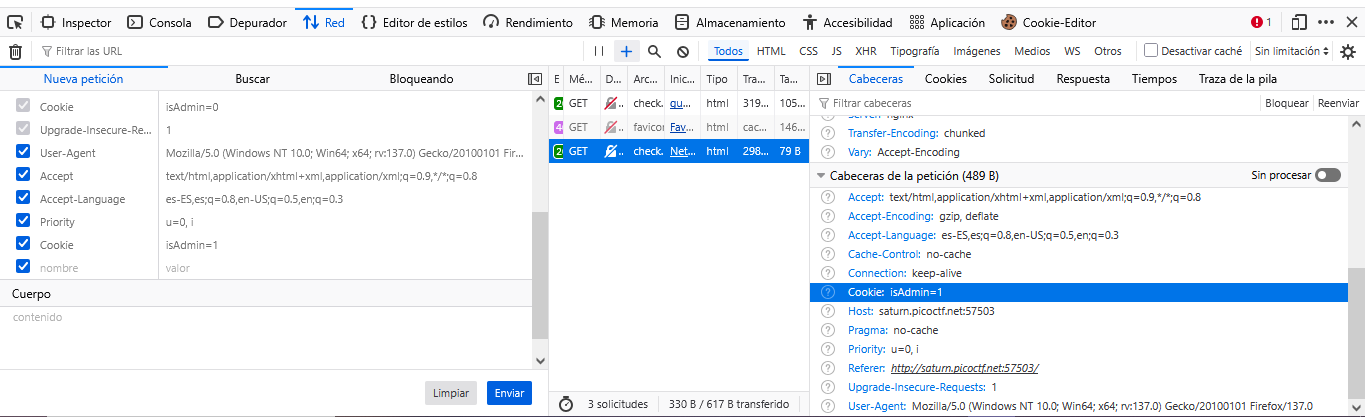 Inspector Consola Depurador Red Editor de estilos Rendimiento Memoria Almacenamiento Accesibilidad Aplicación Cookie-Editor 1
Filtrar las URL Todos HTML CSS JS XHR Tipografía Imágenes Medios WS Otros Desactivar caché Sin limitación
Nueva petición Buscar Bloqueando
Cookie isAdmin=0
Upgrade-Insecure-Re... 1
User-Agent Mozilla/5.0 (Windows NT 10.0; Win64; x64; rv:137.0) Gecko/20100101 Firef...
Accept text/html,application/xhtml+xml,application/xml;q=0.9,*/*;q=0.8
Accept-Language es-ES,es;q=0.8,en-US;q=0.5,en;q=0.3
Priority u=0, i
Cookie isAdmin=1
nombre valor
Cuerpo
contenido
Limpiar Enviar
E Mé... D... Arc... Inic... Tipo Tra... Ta...
GET check. qu... html 319... 105...
GET favicon Fav... html cac... 146...
GET check. Net... html 298... 79 B
3 solicitudes 330 B / 617 B transferido
Cabeceras Cookies Solicitud Respuesta Tiempos Traza de la pila
Filtrar cabeceras Bloquear Reenviar
Server: nginx
Transfer-Encoding: chunked
Vary: Accept-Encoding
Cabeceras de la petición (489 B) Sin procesar
Accept: text/html,application/xhtml+xml,application/xml;q=0.9,*/*;q=0.8
Accept-Encoding: gzip, deflate
Accept-Language: es-ES,es;q=0.8,en-US;q=0.5,en;q=0.3
Cache-Control: no-cache
Connection: keep-alive
Cookie: isAdmin=1
Host: saturn.picoctf.net:57503
Pragma: no-cache
Priority: u=0, i
Referer: http://saturn.picoctf.net:57503/
Upgrade-Insecure-Requests: 1
User-Agent: Mozilla/5.0 (Windows NT 10.0; Win64; x64; rv:137.0) Gecko/20100101 Firefox/137.0